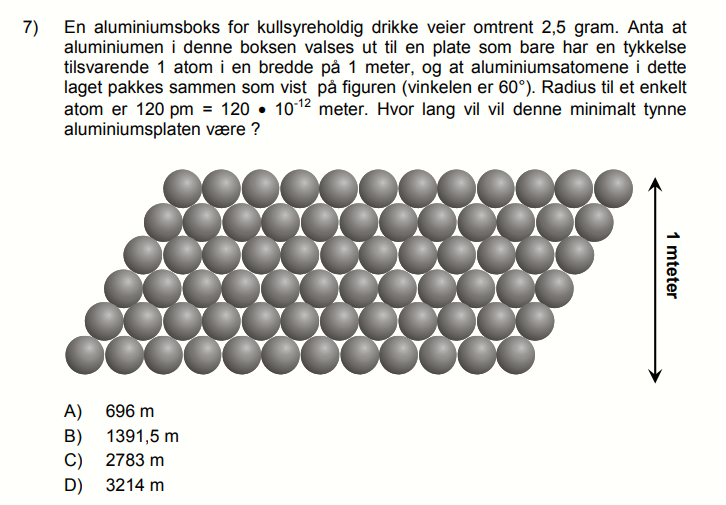 7) En aluminiumsboks for kullsyreholdig drikke veier omtrent 2,5 gram. Anta at
aluminiumen i denne boksen valses ut til en plate som bare har en tykkelse
tilsvarende 1 atom i en bredde på 1 meter, og at aluminiumsatomene i dette
laget pakkes sammen som vist på figuren (vinkelen er 60°). Radius til et enkelt
atom er 120 pm = 120 • 10⁻¹² meter. Hvor lang vil vil denne minimalt tynne
aluminiumsplaten være ?
1 mteter
A) 696 m
B) 1391,5 m
C) 2783 m
D) 3214 m